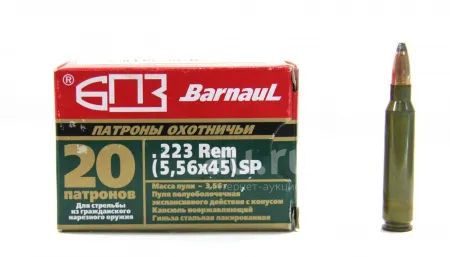 ® БПЗ Barnaul
ПАТРОНЫ ОХОТНИЧЬИ
20
ПАТРОНОВ
Для стрельбы
из гражданского
нарезного оружия
.223 Rem
(5,56x45) SP
Масса пули – 3,56 г
Пуля полуоболочечная
экспансивного действия с конусом
Капсюль неоржавляющий
Гильза стальная лакированная